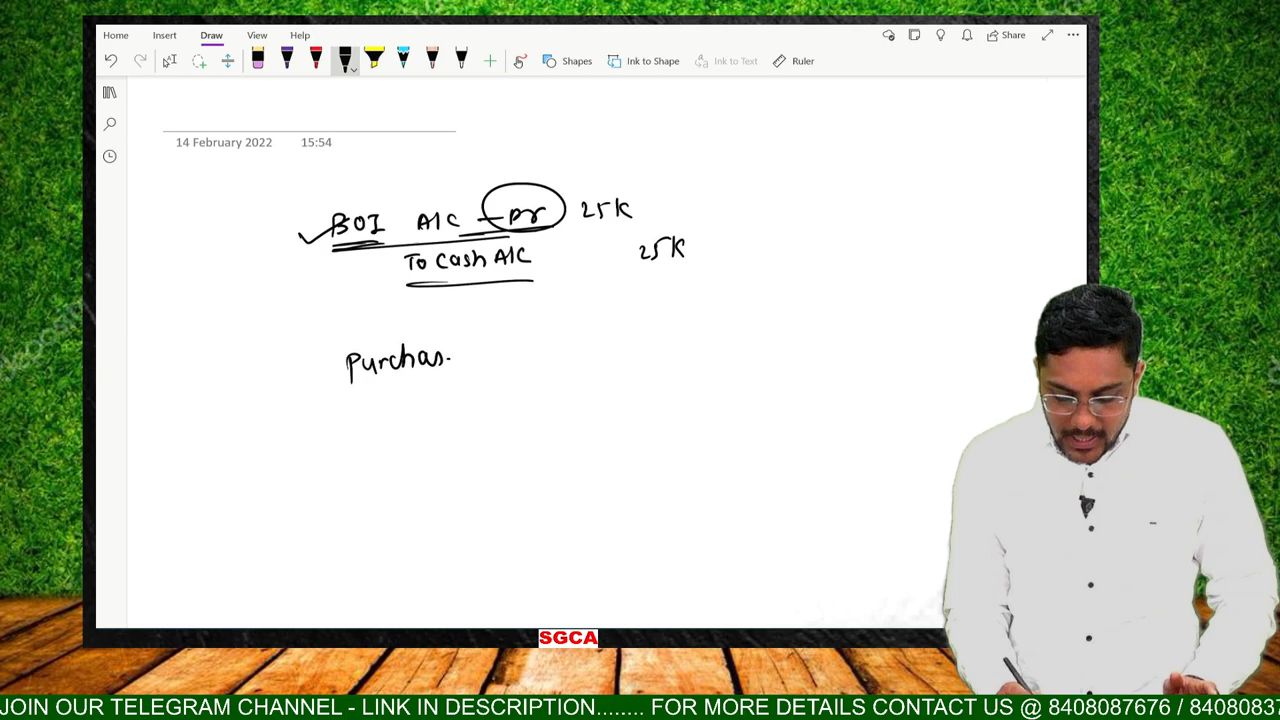 Home Insert Draw View Help Share
Shapes Ink to Shape Ink to Text Ruler
14 February 2022 15:54
BOI A/C - Dr 25K
To Cash A/C 25K
Purchas.
SGCA
JOIN OUR TELEGRAM CHANNEL - LINK IN DESCRIPTION........ FOR MORE DETAILS CONTACT US @ 8408087676 / 8408083